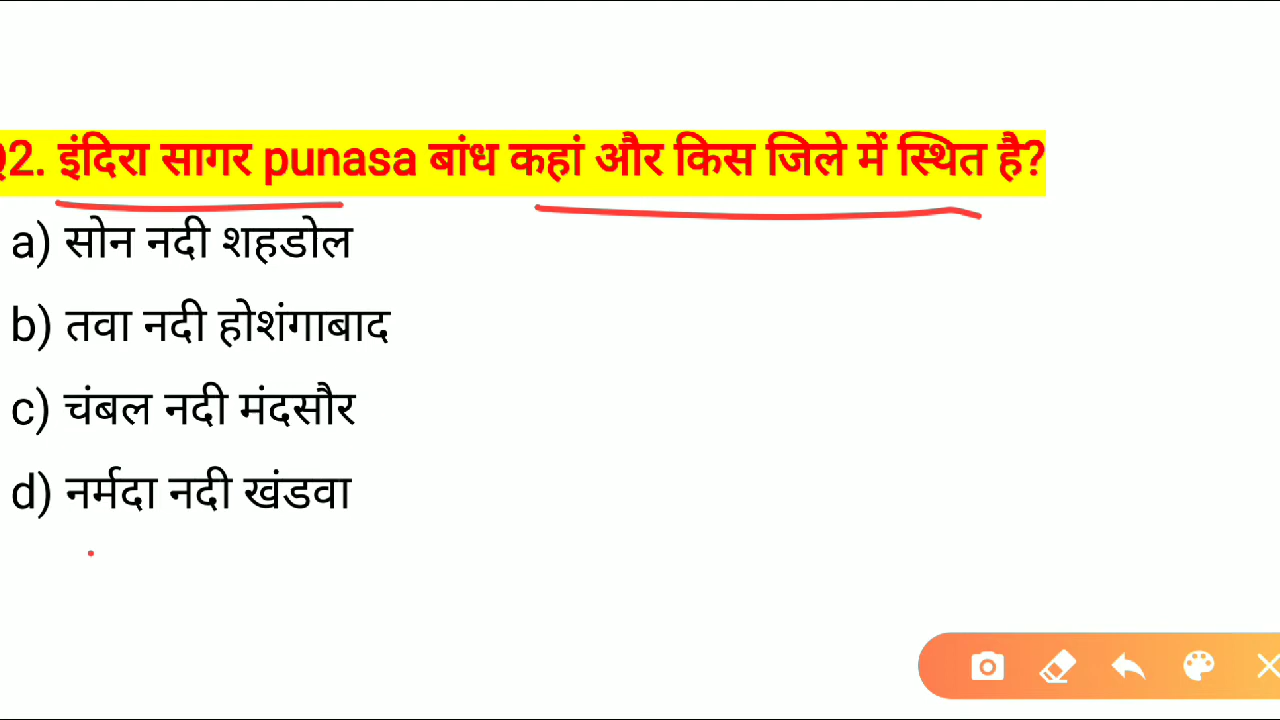 Q2. इंदिरा सागर punasa बांध कहां और किस जिले में स्थित है?
a) सोन नदी शहडोल
b) तवा नदी होशंगाबाद
c) चंबल नदी मंदसौर
d) नर्मदा नदी खंडवा